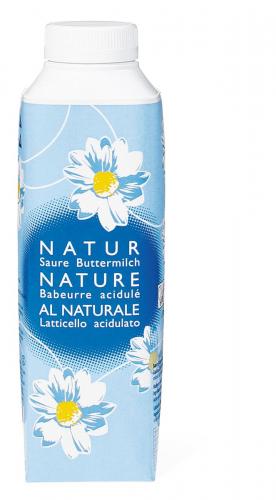 NATUR
Saure Buttermilch
NATURE
Babeurre acidulé
AL NATURALE
Latticello acidulato